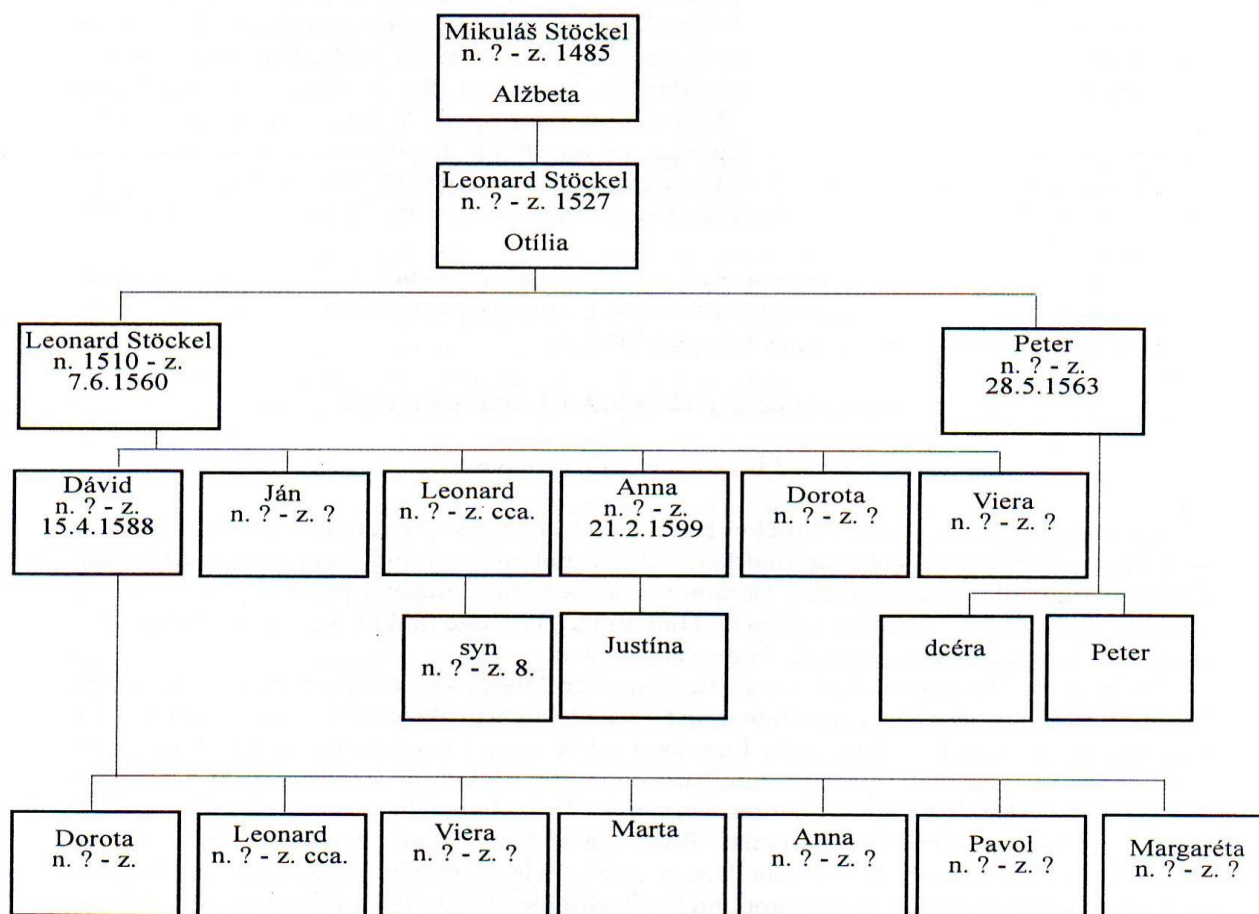 Mikuláš Stöckel
n. ? - z. 1485
Alžbeta
Leonard Stöckel
n. ? - z. 1527
Otília
Leonard Stöckel
n. 1510 - z.
7.6.1560
Peter
n. ? - z.
28.5.1563
Dávid
n. ? - z.
15.4.1588
Ján
n. ? - z. ?
Leonard
n. ? - z. cca.
Anna
n. ? - z.
21.2.1599
Dorota
n. ? - z. ?
Viera
n. ? - z. ?
syn
n. ? - z. 8.
Justína
dcéra
Peter
Dorota
n. ? - z.
Leonard
n. ? - z. cca.
Viera
n. ? - z. ?
Marta
Anna
n. ? - z. ?
Pavol
n. ? - z. ?
Margaréta
n. ? - z. ?